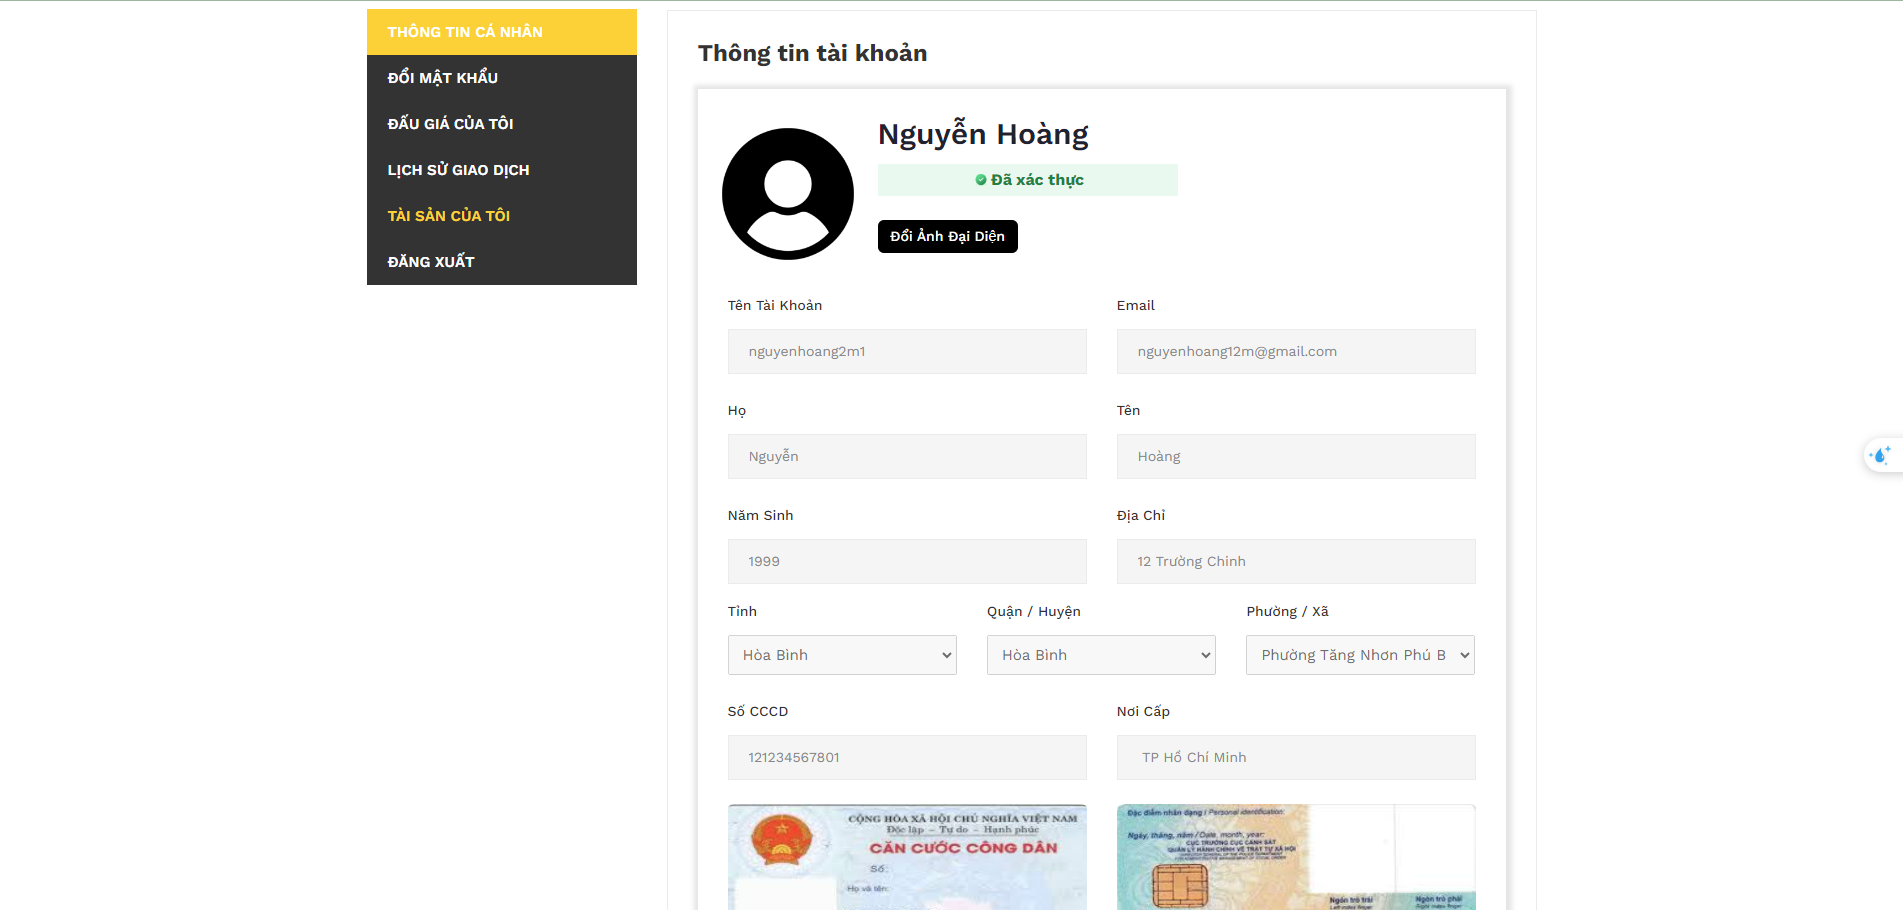 THÔNG TIN CÁ NHÂN
ĐỔI MẬT KHẨU
ĐẤU GIÁ CỦA TÔI
LỊCH SỬ GIAO DỊCH
TÀI SẢN CỦA TÔI
ĐĂNG XUẤT
Thông tin tài khoản
Nguyễn Hoàng
Đã xác thực
Đổi Ảnh Đại Diện
Tên Tài Khoản
nguyenhoang2m1
Email
nguyenhoang12m@gmail.com
Họ
Nguyễn
Tên
Hoàng
Năm Sinh
1999
Địa Chỉ
12 Trường Chinh
Tỉnh
Hòa Bình
Quận / Huyện
Hòa Bình
Phường / Xã
Phường Tăng Nhơn Phú B
Số CCCD
121234567801
Nơi Cấp
TP Hồ Chí Minh
CỘNG HÒA XÃ HỘI CHỦ NGHĨA VIỆT NAM
Độc lập - Tự do - Hạnh phúc
CĂN CƯỚC CÔNG DÂN
Số:
Họ và tên:
Đặc điểm nhân dạng / Personal identification:
Ngày, tháng, năm / Date, month, year:
CỤC TRƯỞNG CỤC CẢNH SÁT
QUẢN LÝ HÀNH CHÍNH VỀ TRẬT TỰ XÃ HỘI
Ngón trỏ trái
Left index finger
Ngón trỏ phải
Right index finger